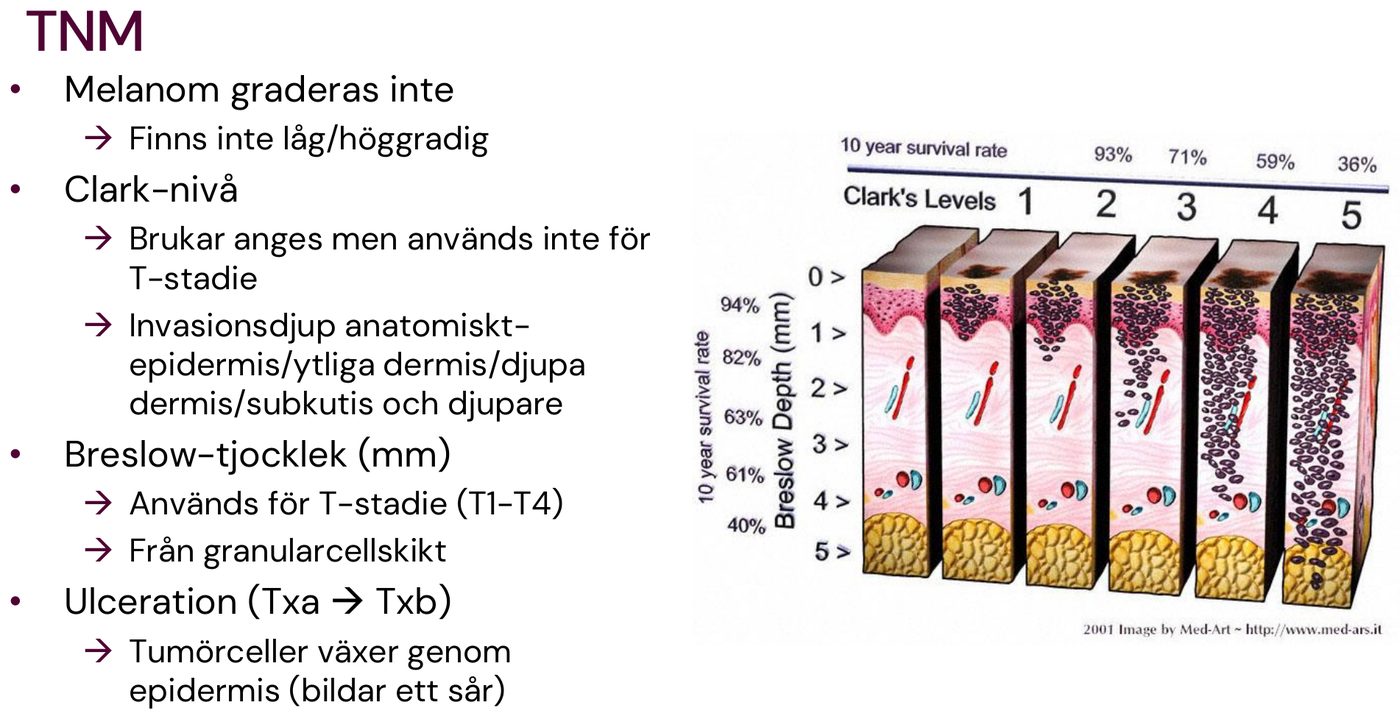 TNM
• Melanom graderas inte
→ Finns inte låg/höggradig
• Clark-nivå
→ Brukar anges men används inte för
T-stadie
→ Invasionsdjup anatomiskt-
epidermis/ytliga dermis/djupa
dermis/subkutis och djupare
• Breslow-tjocklek (mm)
→ Används för T-stadie (T1-T4)
→ Från granularcellskikt
• Ulceration (Txa → Txb)
→ Tumörceller växer genom
epidermis (bildar ett sår)
10 year survival rate 93% 71% 59% 36%
Clark's Levels 1 2 3 4 5
10 year survival rate
94%
82%
63%
61%
40%
Breslow Depth (mm)
0 >
1 >
2 >
3 >
4 >
5 >
2001 Image by Med-Art ~ http://www.med-ars.it